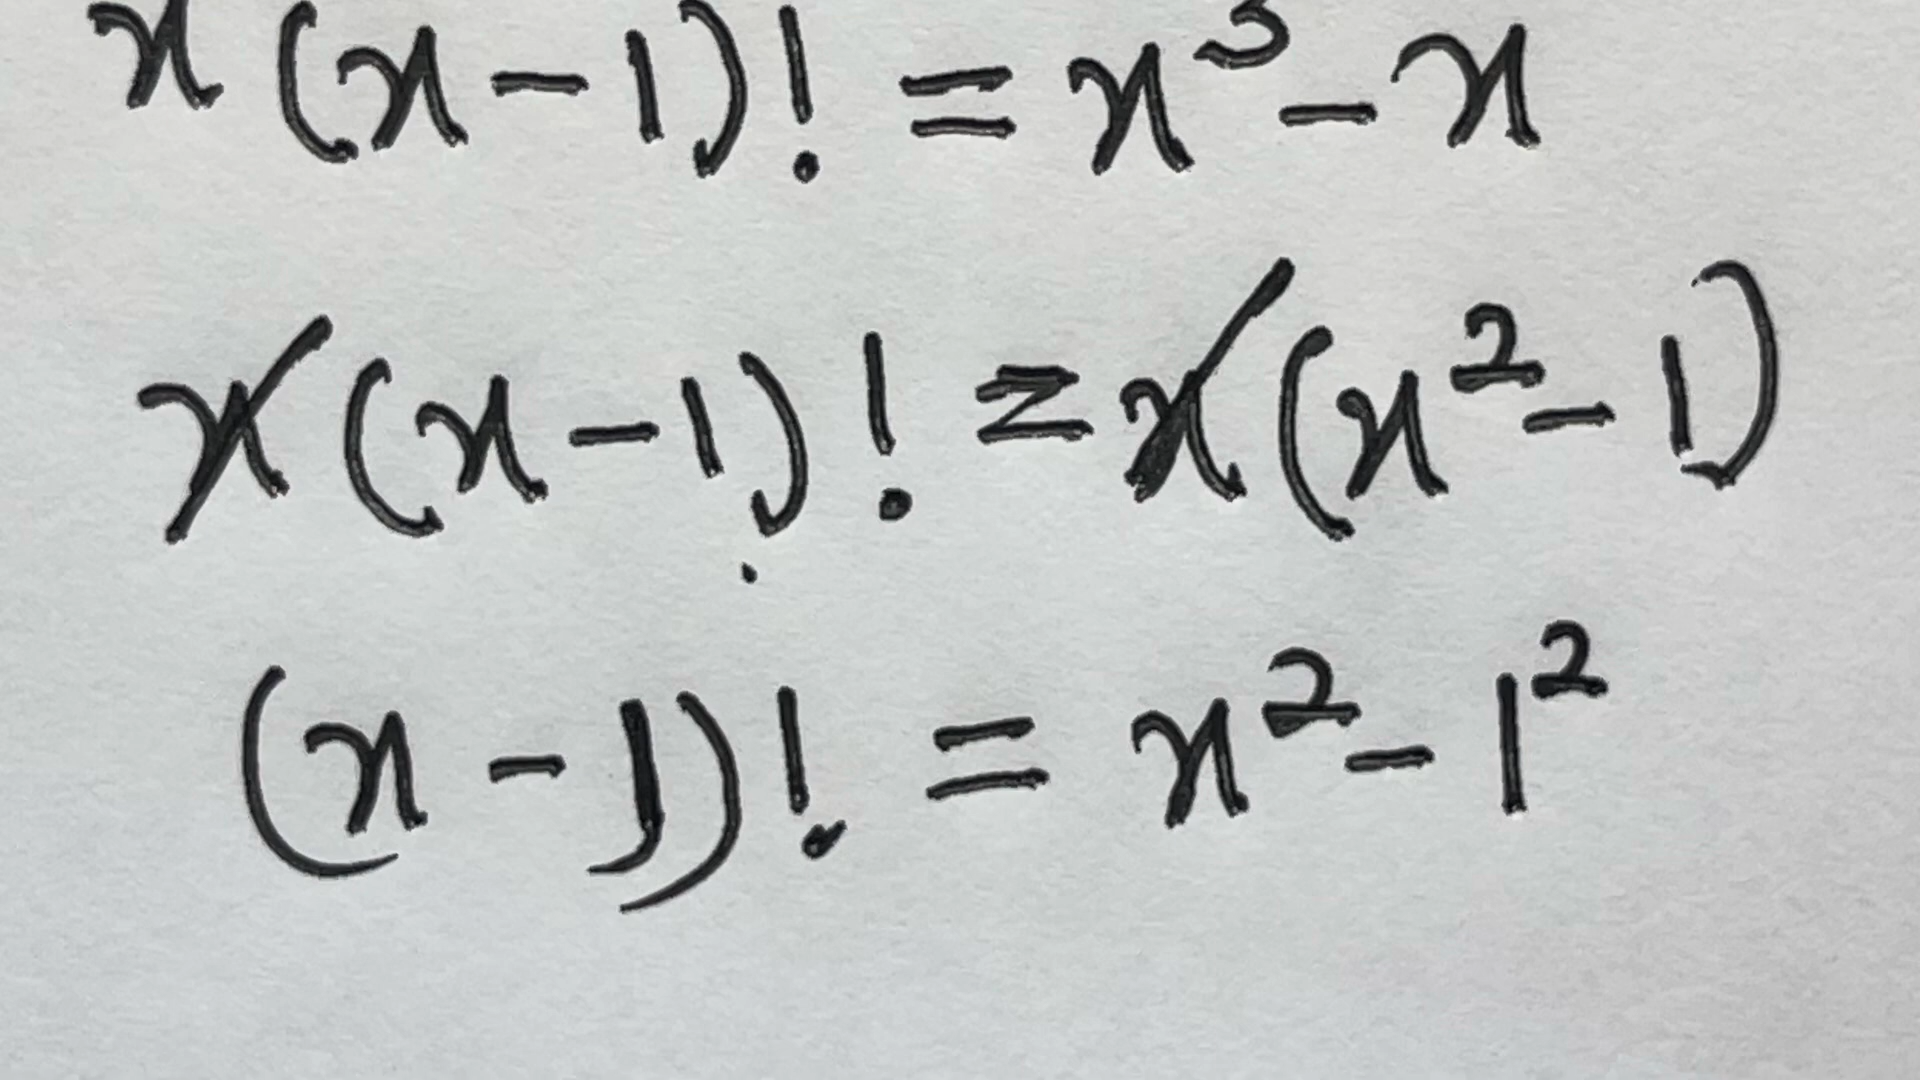 x(x-1)! = x³-x
x(x-1)! = x(x²-1)
(x-1)! = x²-1²